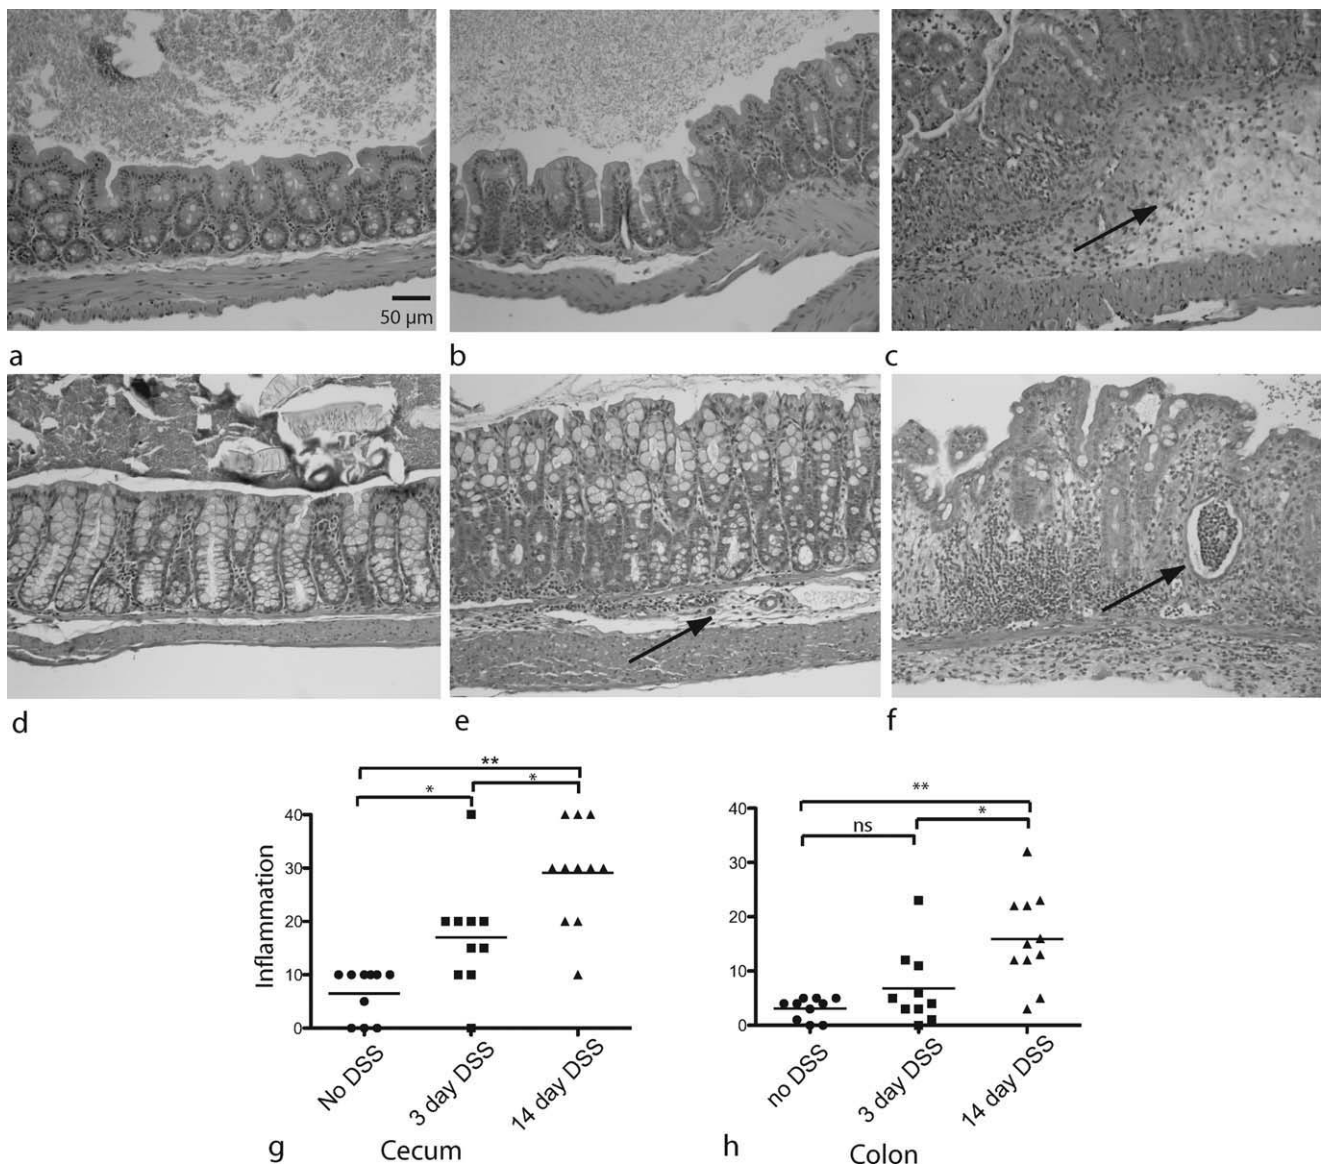 50 µm
a
b
c
d
e
f
**
*
*
Inflammation
40
30
20
10
0
No DSS
3 day DSS
14 day DSS
g
Cecum
**
ns
*
40
30
20
10
0
no DSS
3 day DSS
14 day DSS
h
Colon